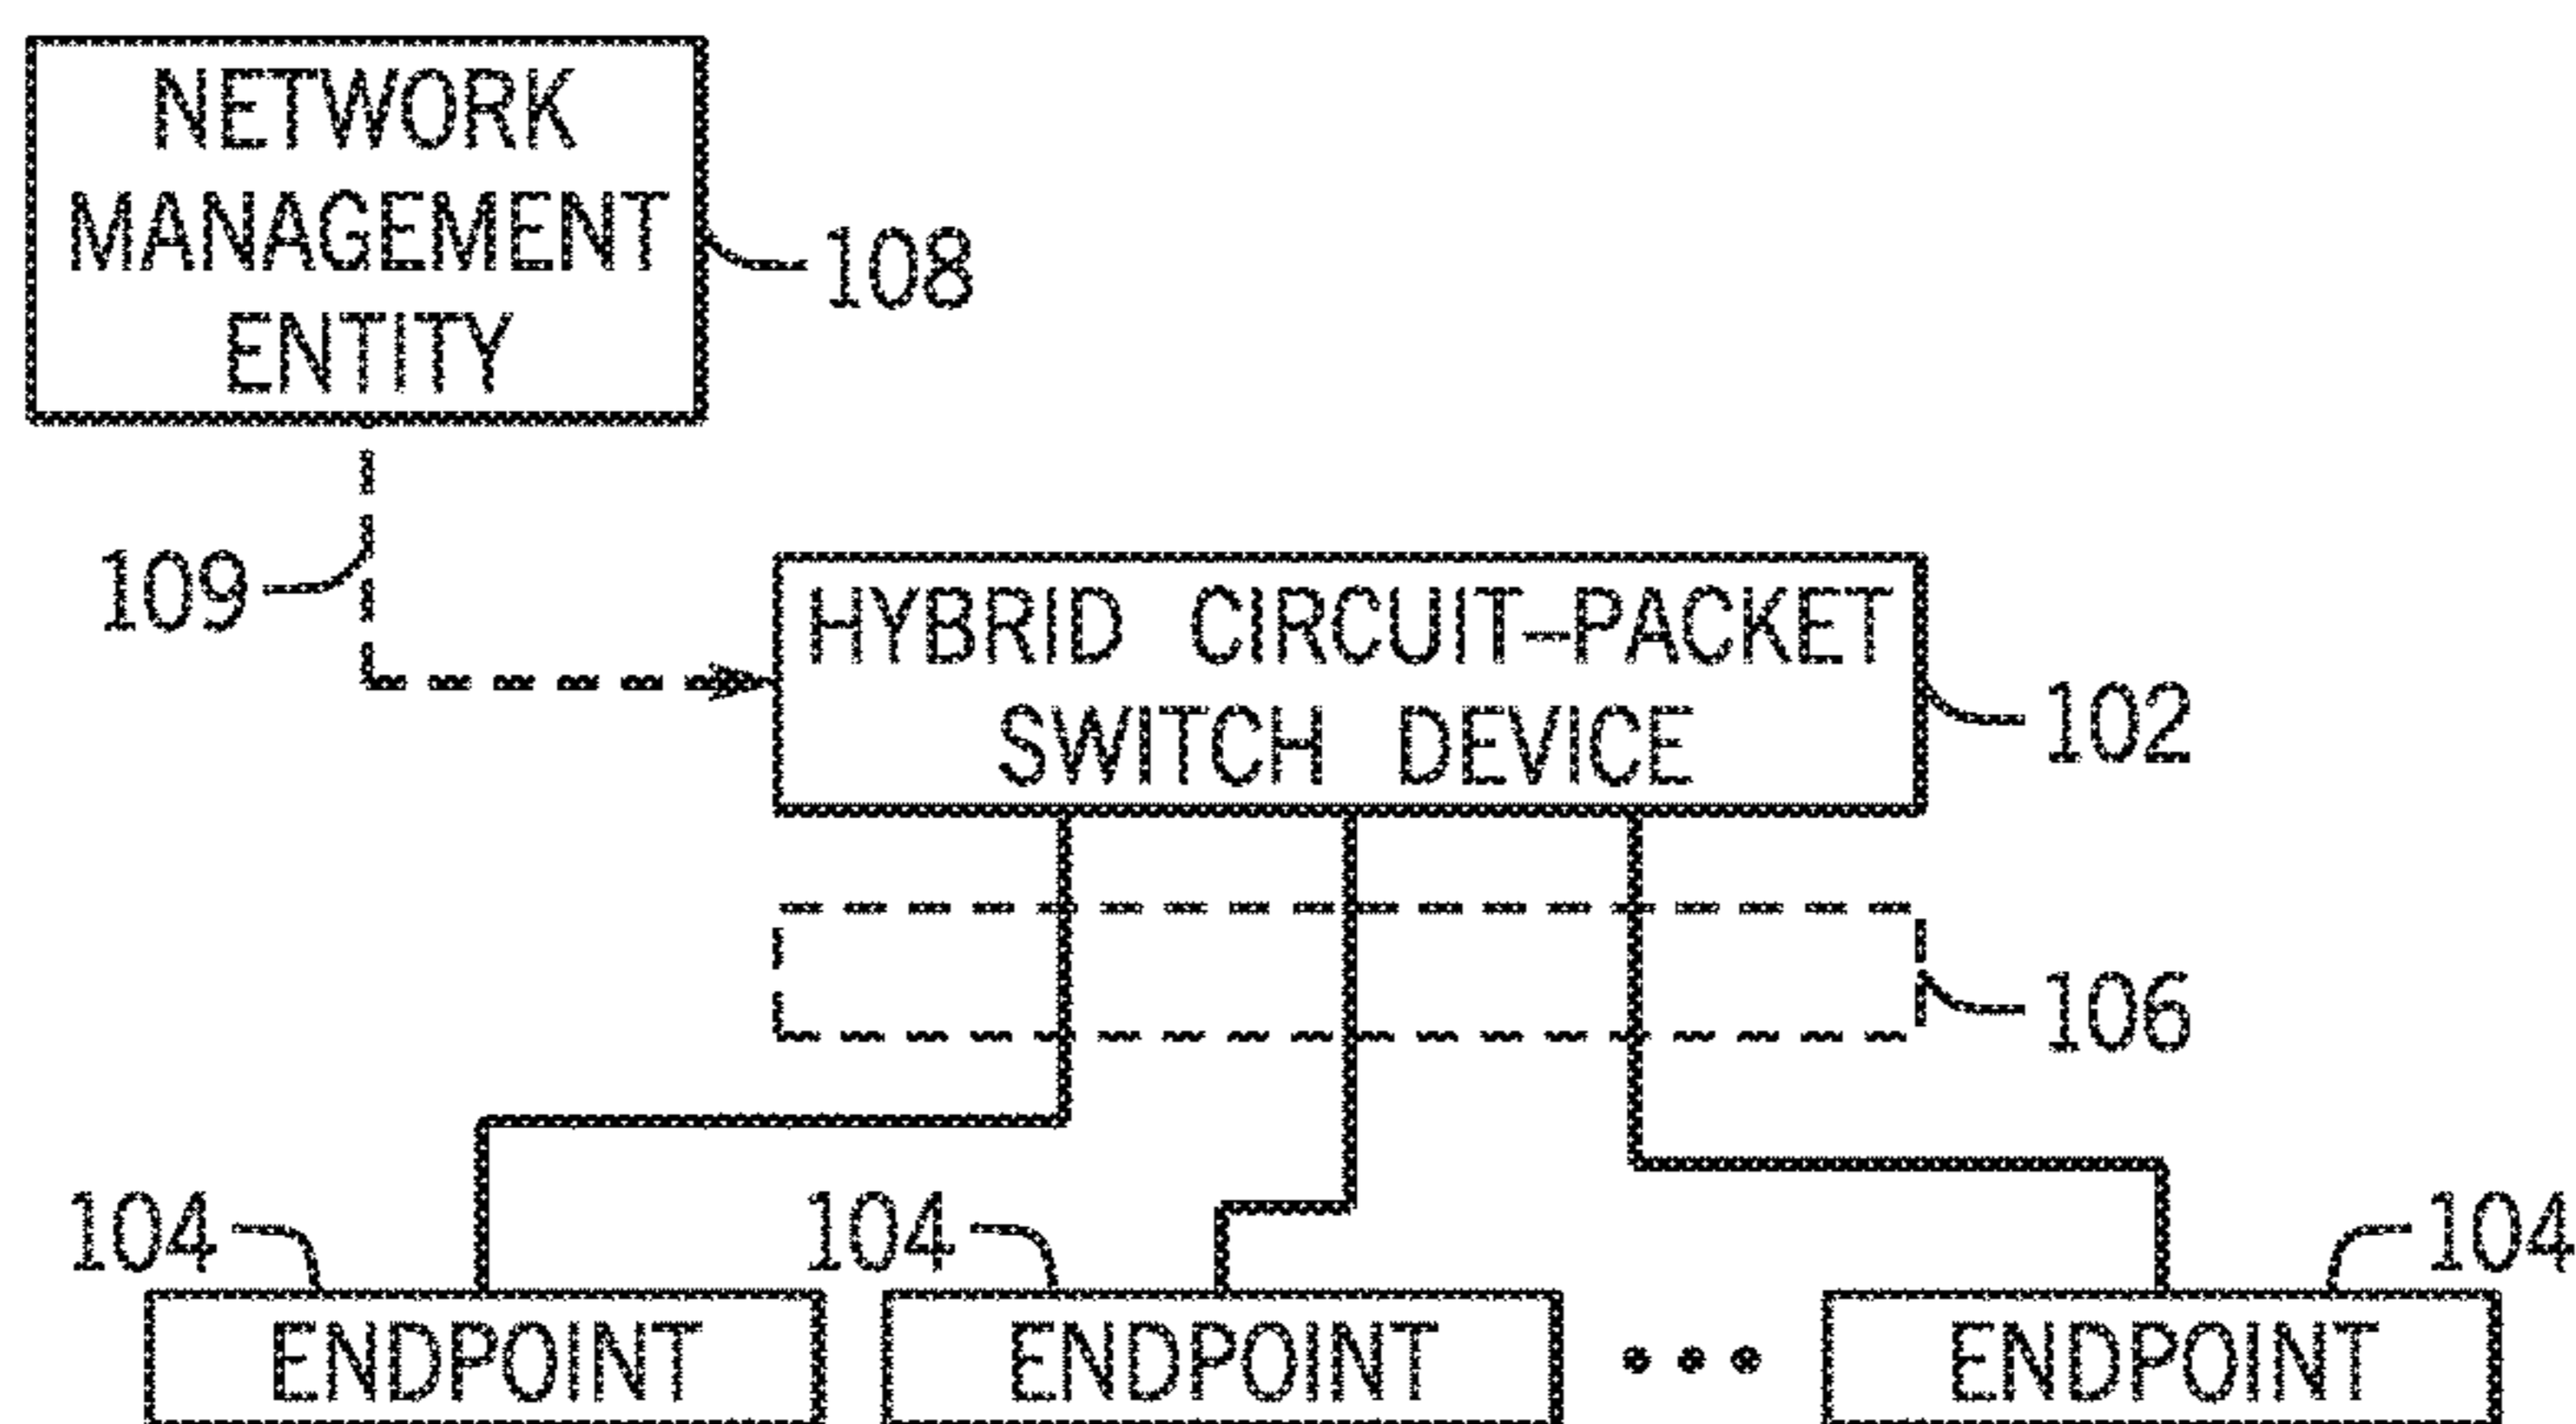 NETWORK
MANAGEMENT
ENTITY
108
109
HYBRID CIRCUIT-PACKET
SWITCH DEVICE
102
106
104
104
104
ENDPOINT
ENDPOINT
ENDPOINT